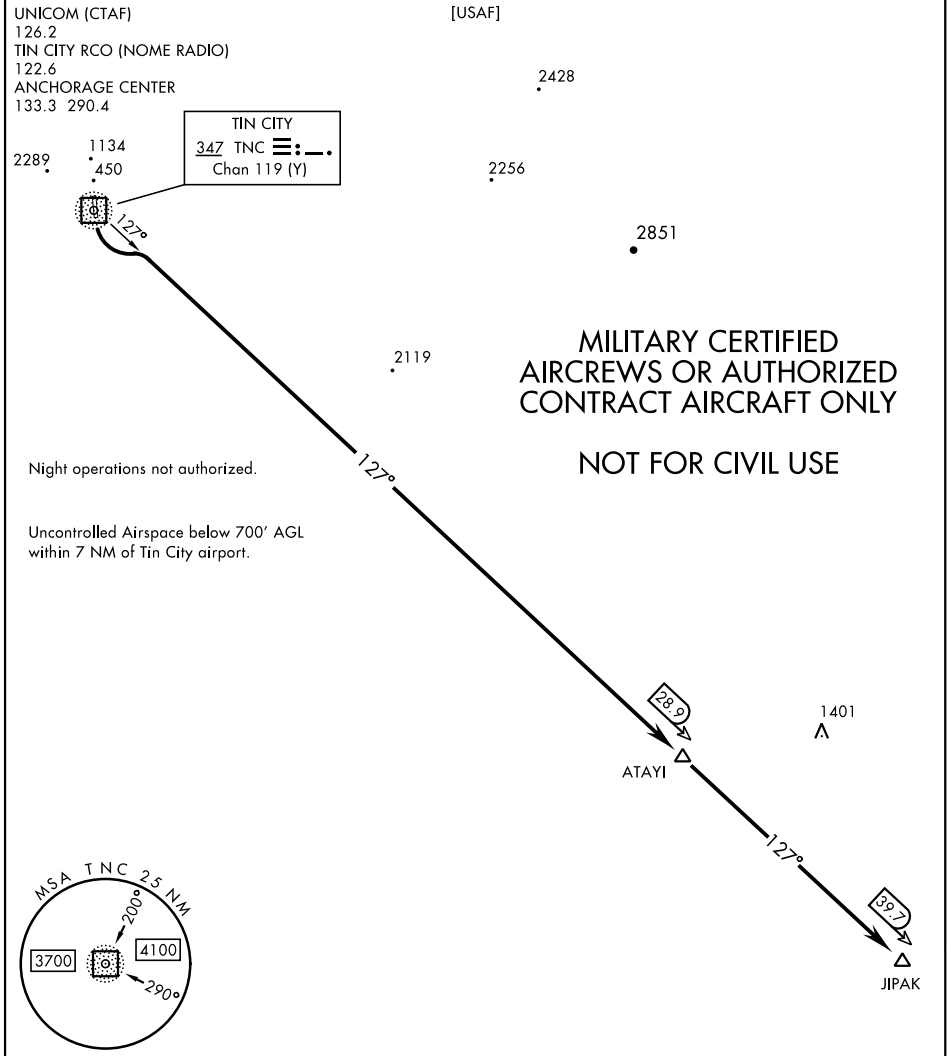 UNICOM (CTAF)
126.2
TIN CITY RCO (NOME RADIO)
122.6
ANCHORAGE CENTER
133.3 290.4
[USAF]
2428
TIN CITY
347 TNC
Chan 119 (Y)
2289
1134
450
2256
127°
2851
2119
MILITARY CERTIFIED
AIRCREWS OR AUTHORIZED
CONTRACT AIRCRAFT ONLY
NOT FOR CIVIL USE
127°
Night operations not authorized.
Uncontrolled Airspace below 700' AGL
within 7 NM of Tin City airport.
28.9
1401
ATAYI
127°
MSA TNC 25 NM
200°
3700
4100
290°
39.7
JIPAK